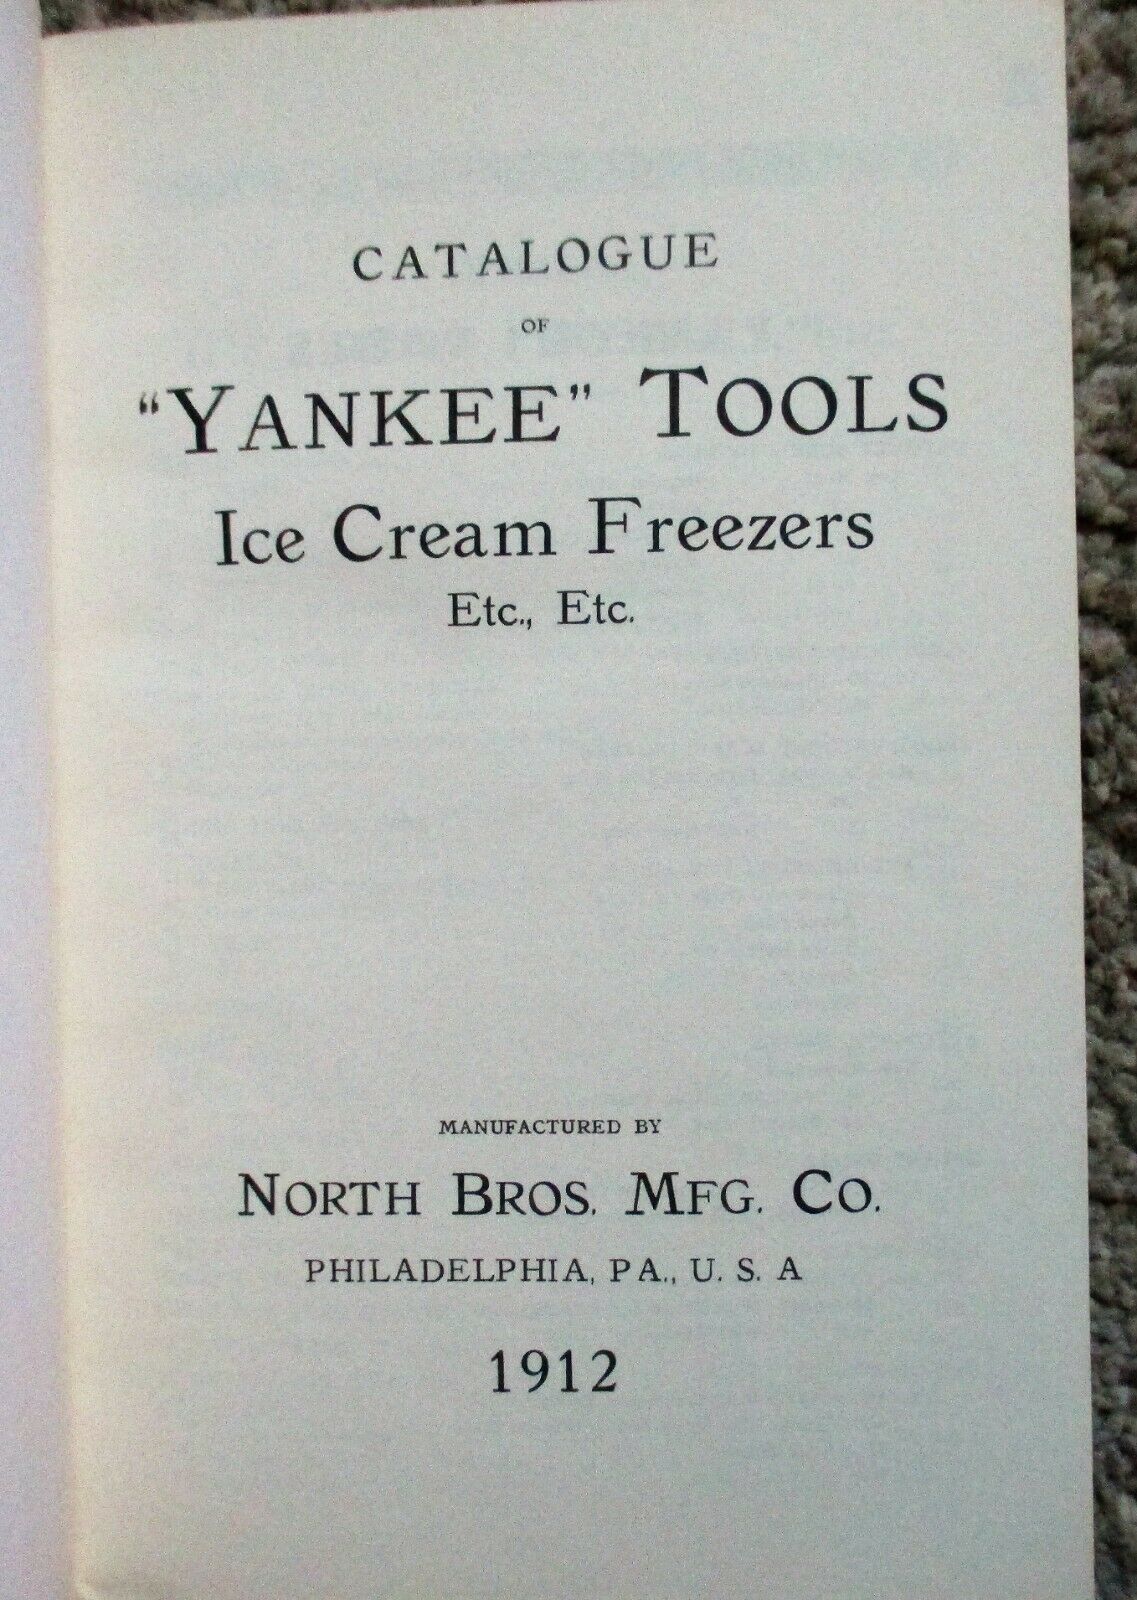 CATALOGUE
OF
"YANKEE" TOOLS
Ice Cream Freezers
Etc., Etc.
MANUFACTURED BY
NORTH BROS. MFG. CO.
PHILADELPHIA, PA., U. S. A
1912